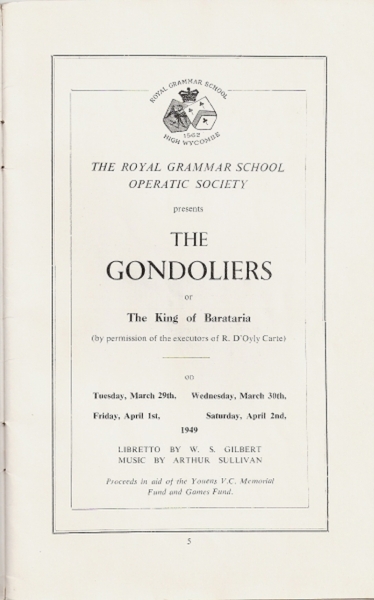 ROYAL GRAMMAR SCHOOL
1562
HIGH WYCOMBE
THE ROYAL GRAMMAR SCHOOL
OPERATIC SOCIETY
presents
THE
GONDOLIERS
or
The King of Barataria
(by permission of the executors of R. D'Oyly Carte)
on
Tuesday, March 29th, Wednesday, March 30th,
Friday, April 1st, Saturday, April 2nd,
1949
LIBRETTO BY W. S. GILBERT
MUSIC BY ARTHUR SULLIVAN
Proceeds in aid of the Youens V.C. Memorial
Fund and Games Fund.
5